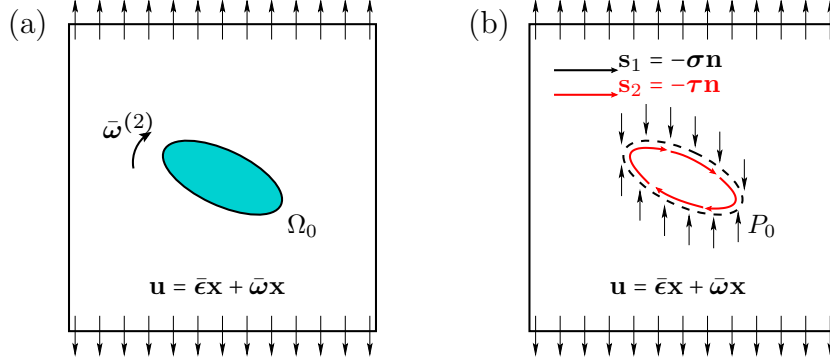 (a)
ω̄⁽²⁾
Ω₀
u = ϵ̄x + ω̄x
(b)
s₁ = −σn
s₂ = −τn
P₀
u = ϵ̄x + ω̄x